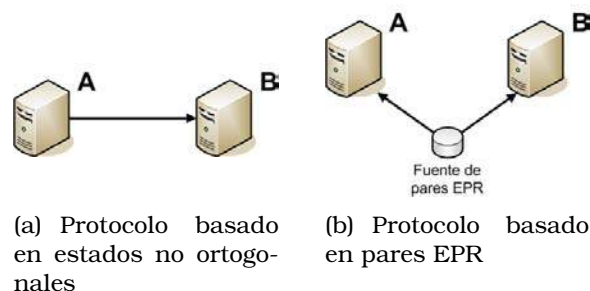 A
B
A
B
Fuente de
pares EPR
(a) Protocolo basado
en estados no ortogo-
nales
(b) Protocolo basado
en pares EPR